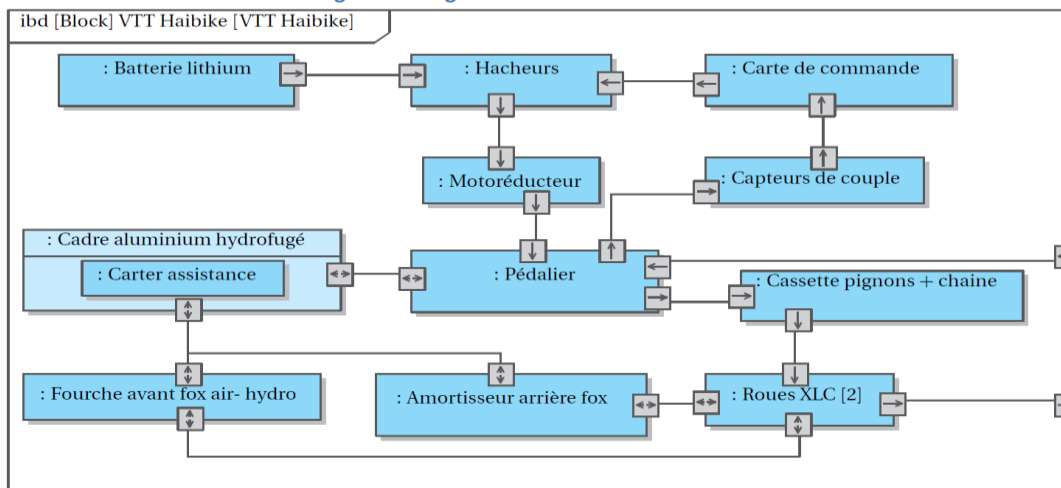 ibd [Block] VTT Haibike [VTT Haibike]
: Batterie lithium
: Hacheurs
: Carte de commande
: Motoréducteur
: Capteurs de couple
: Cadre aluminium hydrofugé
: Carter assistance
: Pédalier
: Cassette pignons + chaine
: Fourche avant fox air- hydro
: Amortisseur arrière fox
: Roues XLC [2]